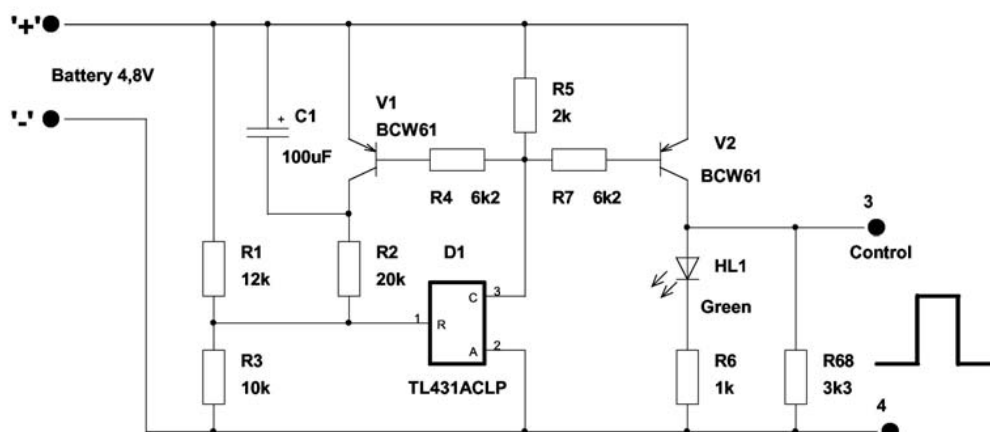 '+'
Battery 4,8V
'-'
C1
+
100uF
V1
BCW61
R5
2k
V2
BCW61
R4 6k2
R7 6k2
3
Control
R1
12k
R2
20k
D1
HL1
Green
1
R
C
3
A
2
TL431ACLP
R3
10k
R6
1k
R68
3k3
4